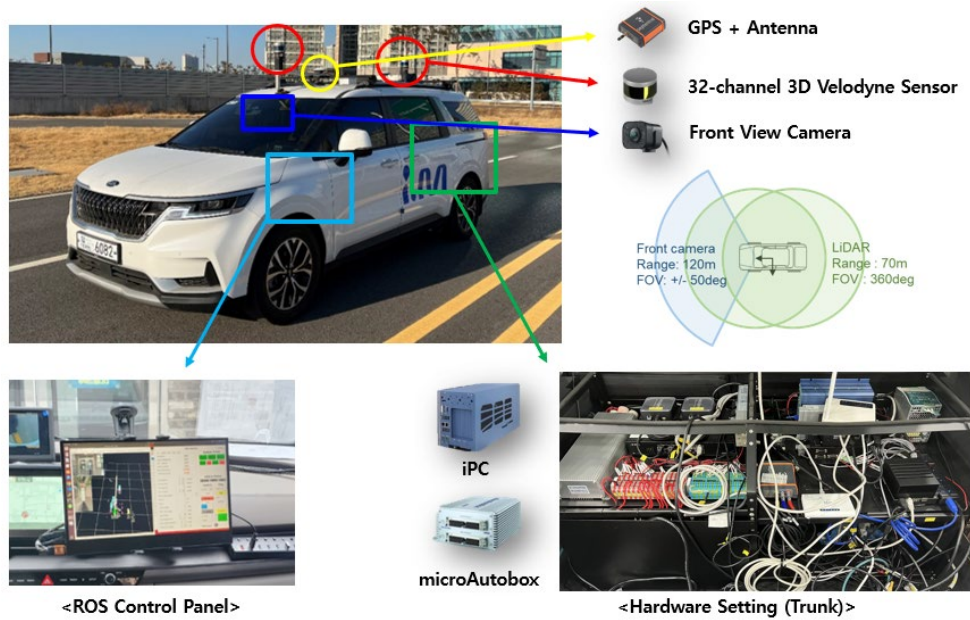 GPS + Antenna
32-channel 3D Velodyne Sensor
Front View Camera
Front camera
Range: 120m
FOV: +/- 50deg
LiDAR
Range : 70m
FOV : 360deg
6082
iPC
microAutobox
<ROS Control Panel>
<Hardware Setting (Trunk)>